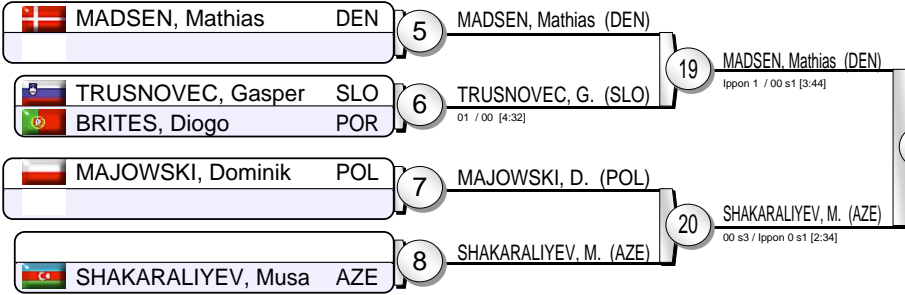 MADSEN, Mathias DEN
5
MADSEN, Mathias (DEN)
19
MADSEN, Mathias (DEN)
Ippon 1 / 00 s1 [3:44]
TRUSNOVEC, Gasper SLO
BRITES, Diogo POR
6
TRUSNOVEC, G. (SLO)
01 / 00 [4:32]
MAJOWSKI, Dominik POL
7
MAJOWSKI, D. (POL)
20
SHAKARALIYEV, M. (AZE)
00 s3 / Ippon 0 s1 [2:34]
SHAKARALIYEV, Musa AZE
8
SHAKARALIYEV, M. (AZE)